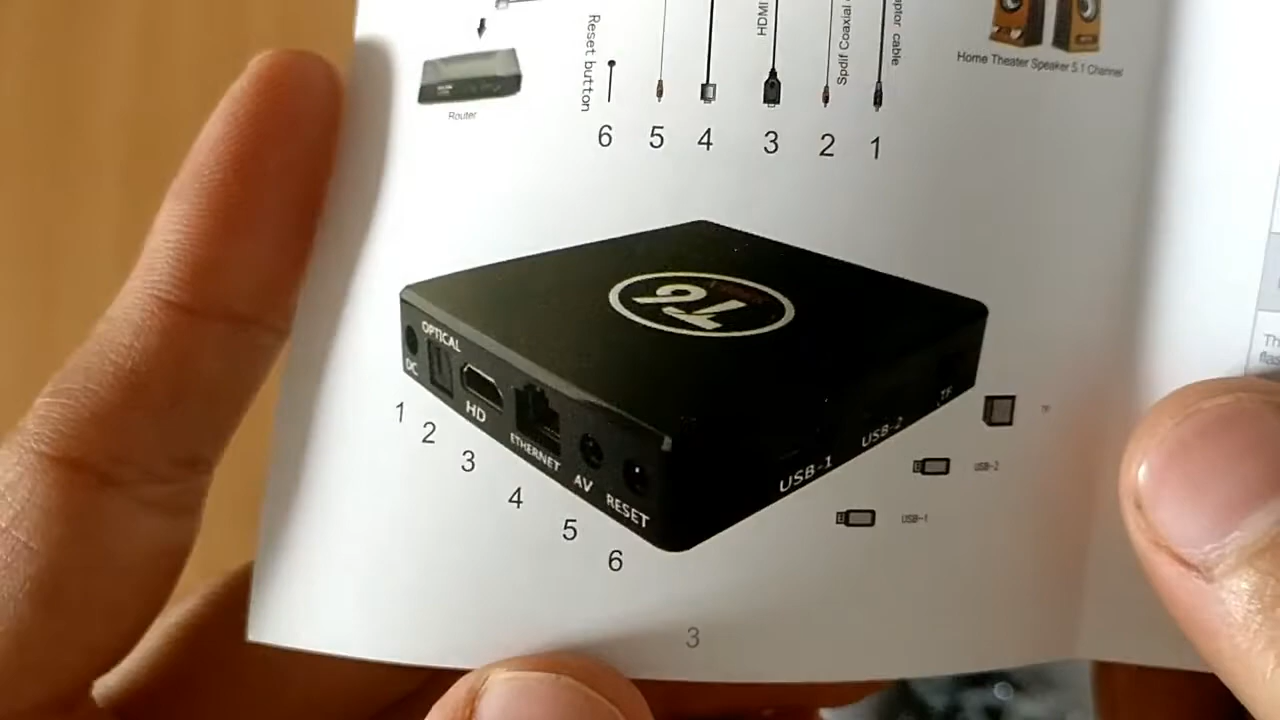 Router
Reset button
HDMI
Spdif Coaxial
cable
Home Theater Speaker 5.1 Channel
6 5 4 3 2 1
T9
OPTICAL
DC
HD
ETHERNET
AV
RESET
USB-1
USB-2
TF
1
2
3
4
5
6
TF
USB-2
USB-1
3